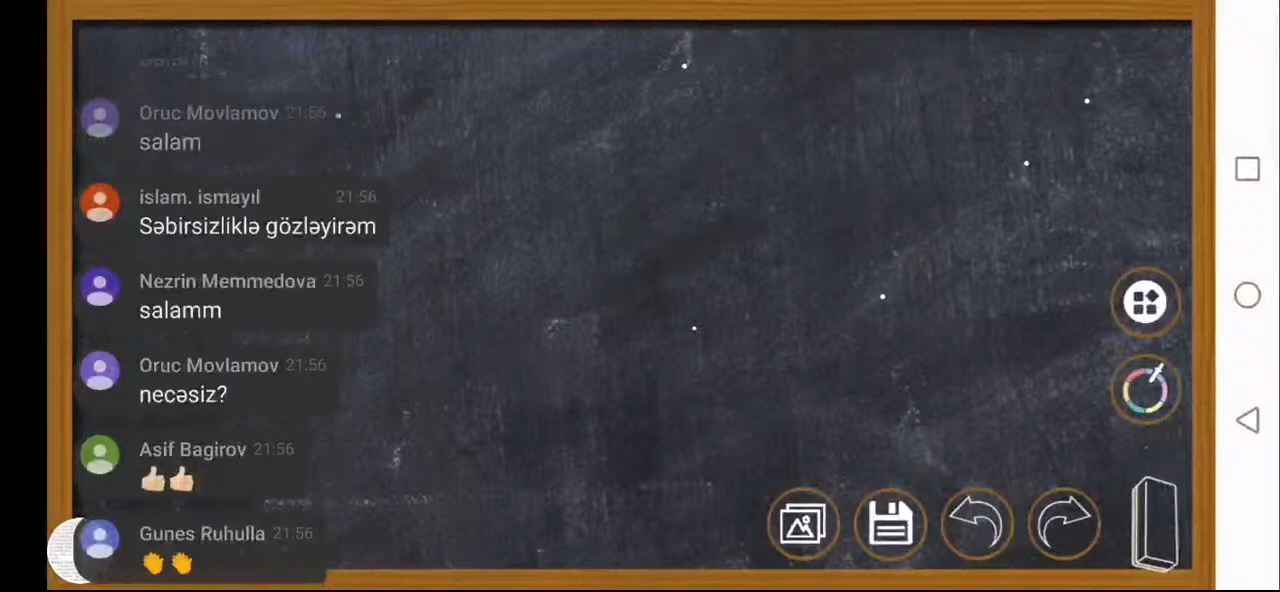 Oruc Movlamov 21:56
salam
islam. ismayıl 21:56
Səbirsizliklə gözləyirəm
Nezrin Memmedova 21:56
salamm
Oruc Movlamov 21:56
necəsiz?
Asif Bagirov 21:56
👍🏻👍🏻
Gunes Ruhulla 21:56
👏👏